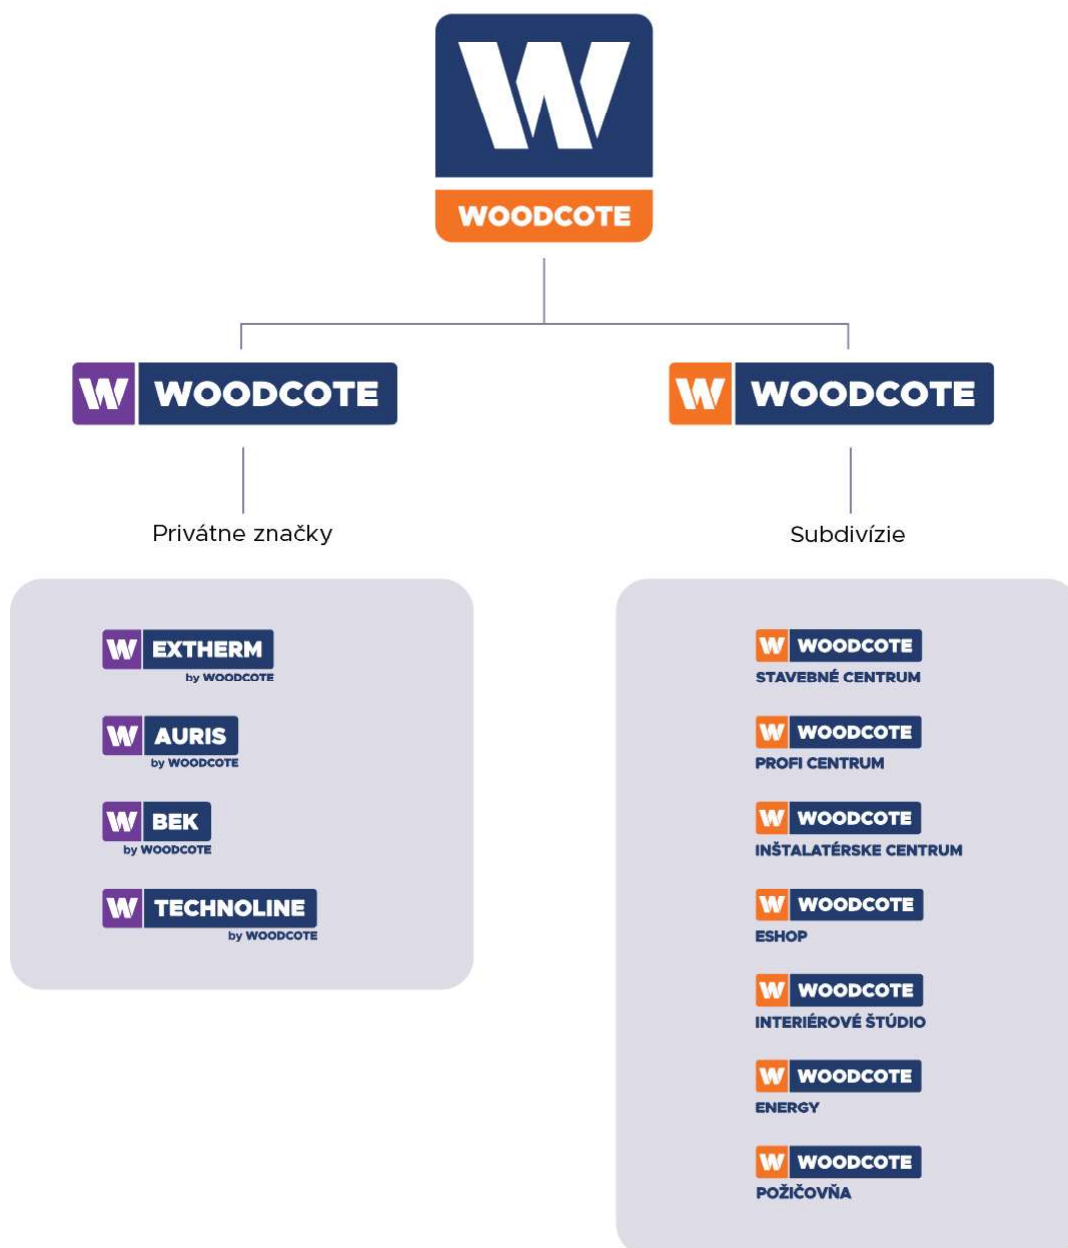 W
WOODCOTE
W WOODCOTE
W WOODCOTE
Privátne značky
Subdivízie
W EXTHERM
by WOODCOTE
W AURIS
by WOODCOTE
W BEK
by WOODCOTE
W TECHNOLINE
by WOODCOTE
W WOODCOTE
STAVEBNÉ CENTRUM
W WOODCOTE
PROFI CENTRUM
W WOODCOTE
INŠTALATÉRSKE CENTRUM
W WOODCOTE
ESHOP
W WOODCOTE
INTERIÉROVÉ ŠTÚDIO
W WOODCOTE
ENERGY
W WOODCOTE
POŽIČOVŇA